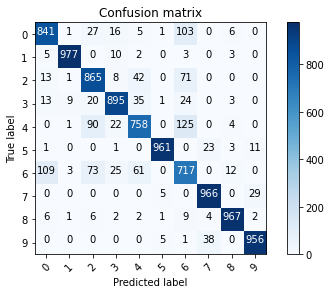 Confusion matrix
0 841 1 27 16 5 1 103 0 6 0
1 5 977 0 10 2 0 3 0 3 0
2 13 1 865 8 42 0 71 0 0 0
3 13 9 20 895 35 1 24 0 3 0
4 0 1 90 22 758 0 125 0 4 0
5 1 0 0 1 0 961 0 23 3 11
6 109 3 73 25 61 0 717 0 12 0
7 0 0 0 0 0 5 0 966 0 29
8 6 1 6 2 2 1 9 4 967 2
9 0 0 0 0 0 5 1 38 0 956
0 1 2 3 4 5 6 7 8 9
True label
Predicted label
800
600
400
200
0